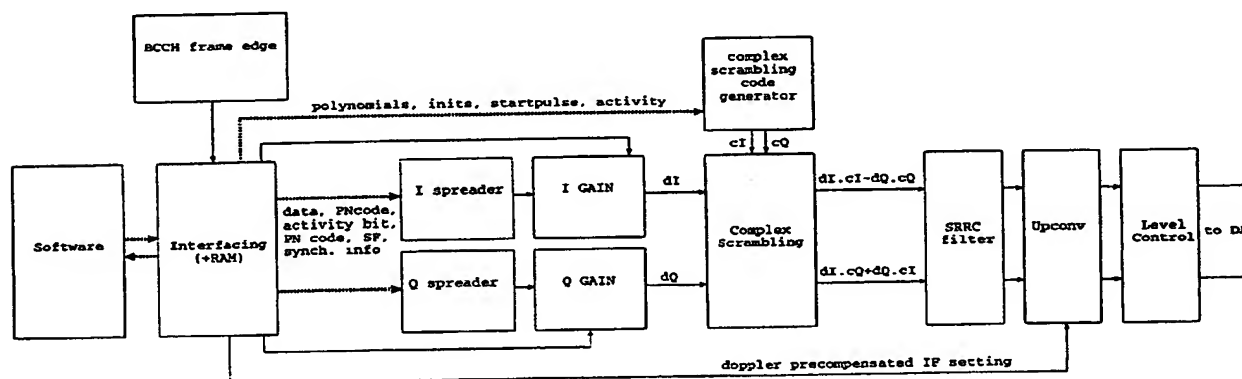 BCCH frame edge
complex
scrambling
code
generator
polynomials, inits, startpulse, activity
cI cQ
Software
Interfacing
(+RAM)
data, PNcode,
activity bit,
PN code, SF,
synch. info
I spreader
I GAIN
dI
Q spreader
Q GAIN
dQ
Complex
Scrambling
dI.cI-dQ.cQ
dI.cQ+dQ.cI
SRRC
filter
Upconv
Level
Control
to
doppler precompensated IF setting